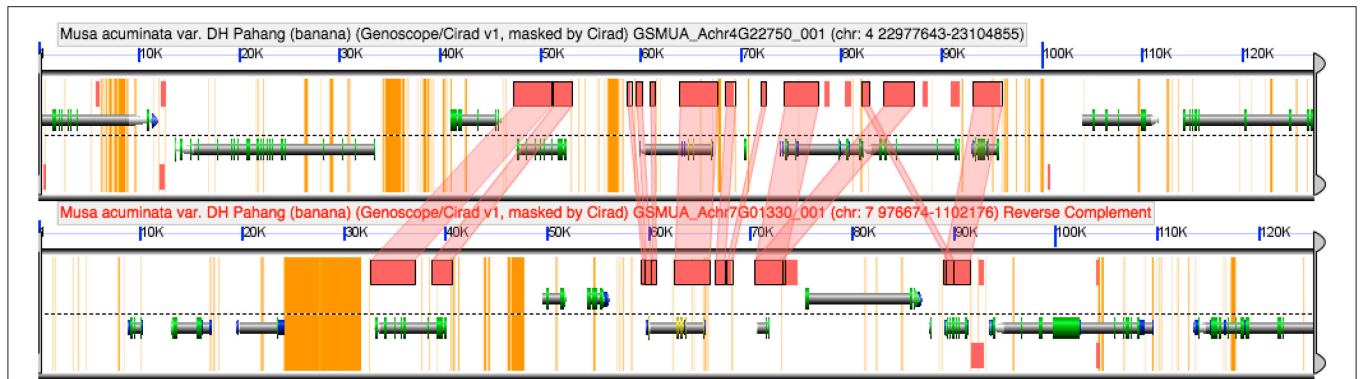 Musa acuminata var. DH Pahang (banana) (Genoscope/Cirad v1, masked by Cirad) GSMUA_Achr4G22750_001 (chr: 4 22977643-23104855)
10K 20K 30K 40K 50K 60K 70K 80K 90K 100K 110K 120K
Musa acuminata var. DH Pahang (banana) (Genoscope/Cirad v1, masked by Cirad) GSMUA_Achr7G01330_001 (chr: 7 976674-1102176) Reverse Complement
10K 20K 30K 40K 50K 60K 70K 80K 90K 100K 110K 120K